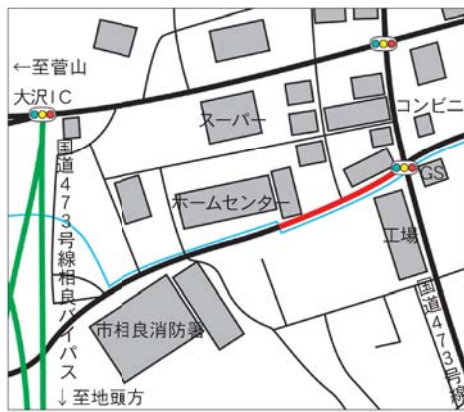 ←至菅山
大沢IC
スーパー
コンビニ
GS
国道473号線相良バイパス
ホームセンター
工場
市相良消防署
国道473号線
↓至地頭方